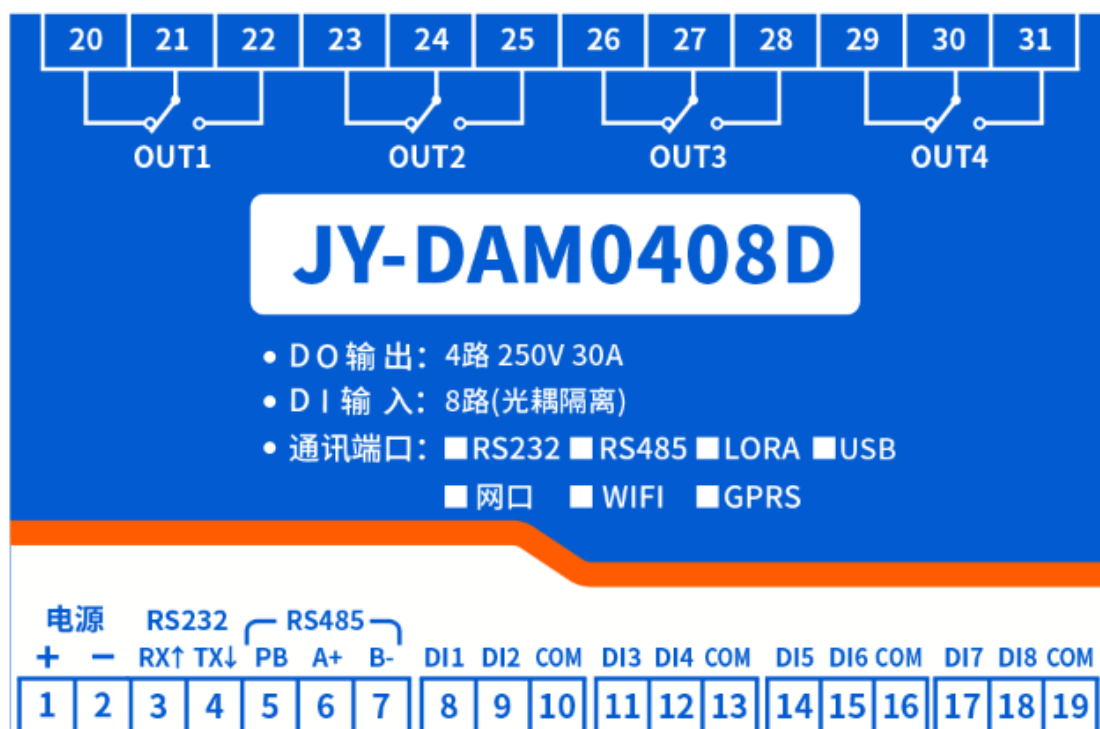 20 21 22 23 24 25 26 27 28 29 30 31
OUT1 OUT2 OUT3 OUT4
JY-DAM0408D
DO输出：4路 250V 30A
DI输入：8路(光耦隔离)
通讯端口：■RS232 ■RS485 ■LORA ■USB
■网口 ■WIFI ■GPRS
电源 RS232 RS485
+ − RX↑ TX↓ PB A+ B- DI1 DI2 COM DI3 DI4 COM DI5 DI6 COM DI7 DI8 COM
1 2 3 4 5 6 7 8 9 10 11 12 13 14 15 16 17 18 19